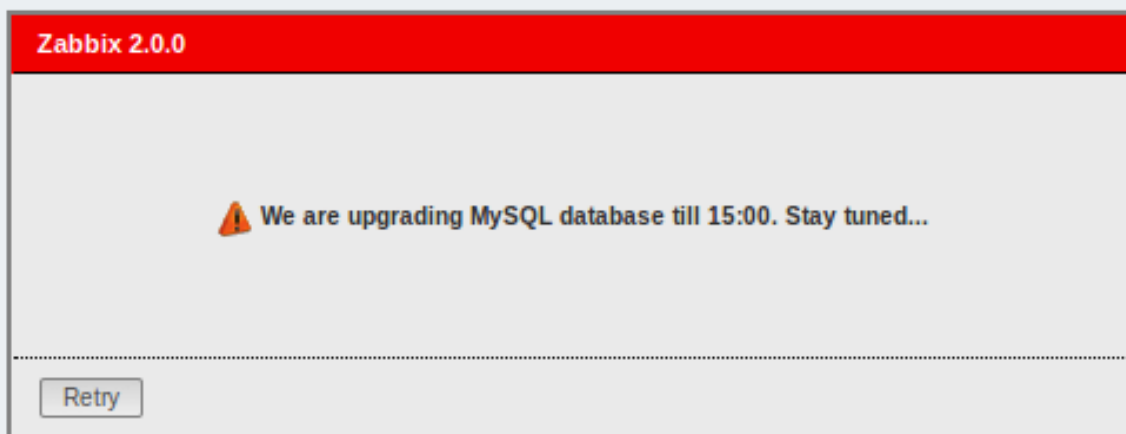 Zabbix 2.0.0
We are upgrading MySQL database till 15:00. Stay tuned...
Retry